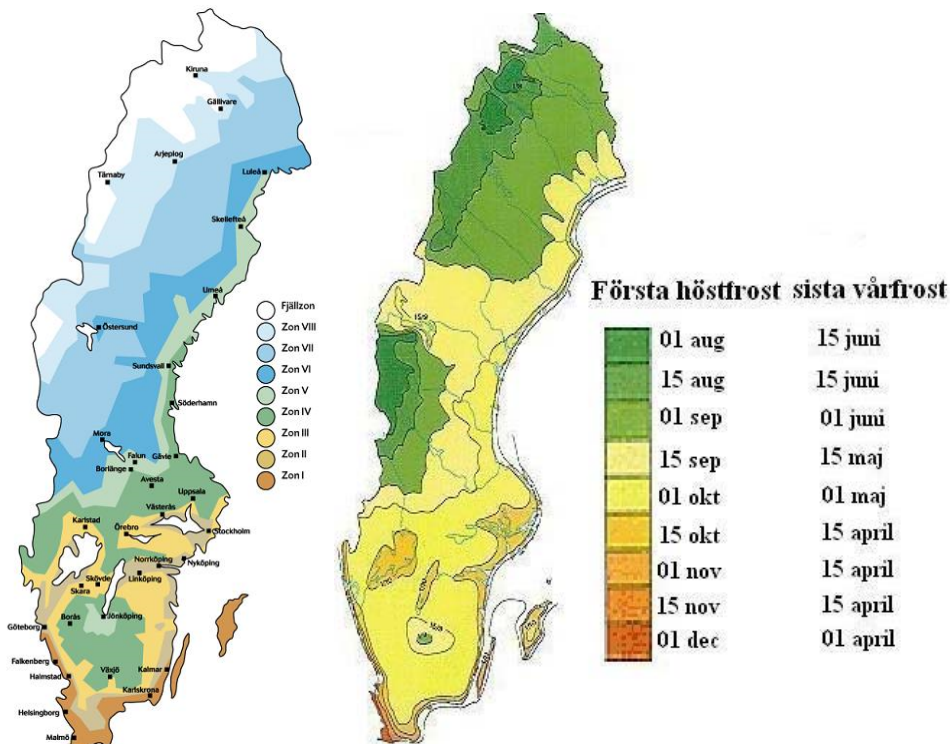 Kiruna
Gällivare
Arjeplog
Tärnaby
Luleå
Skellefteå
Umeå
Östersund
Sundsvall
Söderhamn
Mora
Falun
Gävle
Borlänge
Avesta
Uppsala
Västerås
Karlstad
Örebro
Stockholm
Norrköping
Nyköping
Linköping
Skövde
Skara
Jönköping
Borås
Göteborg
Falkenberg
Växjö
Kalmar
Halmstad
Karlskrona
Helsingborg
Malmö
Fjällzon
Zon VIII
Zon VII
Zon VI
Zon V
Zon IV
Zon III
Zon II
Zon I
15/9
Första höstfrost sista vårfrost
01 aug 15 juni
15 aug 15 juni
01 sep 01 juni
15 sep 15 maj
01 okt 01 maj
15 okt 15 april
01 nov 15 april
15 nov 15 april
01 dec 01 april